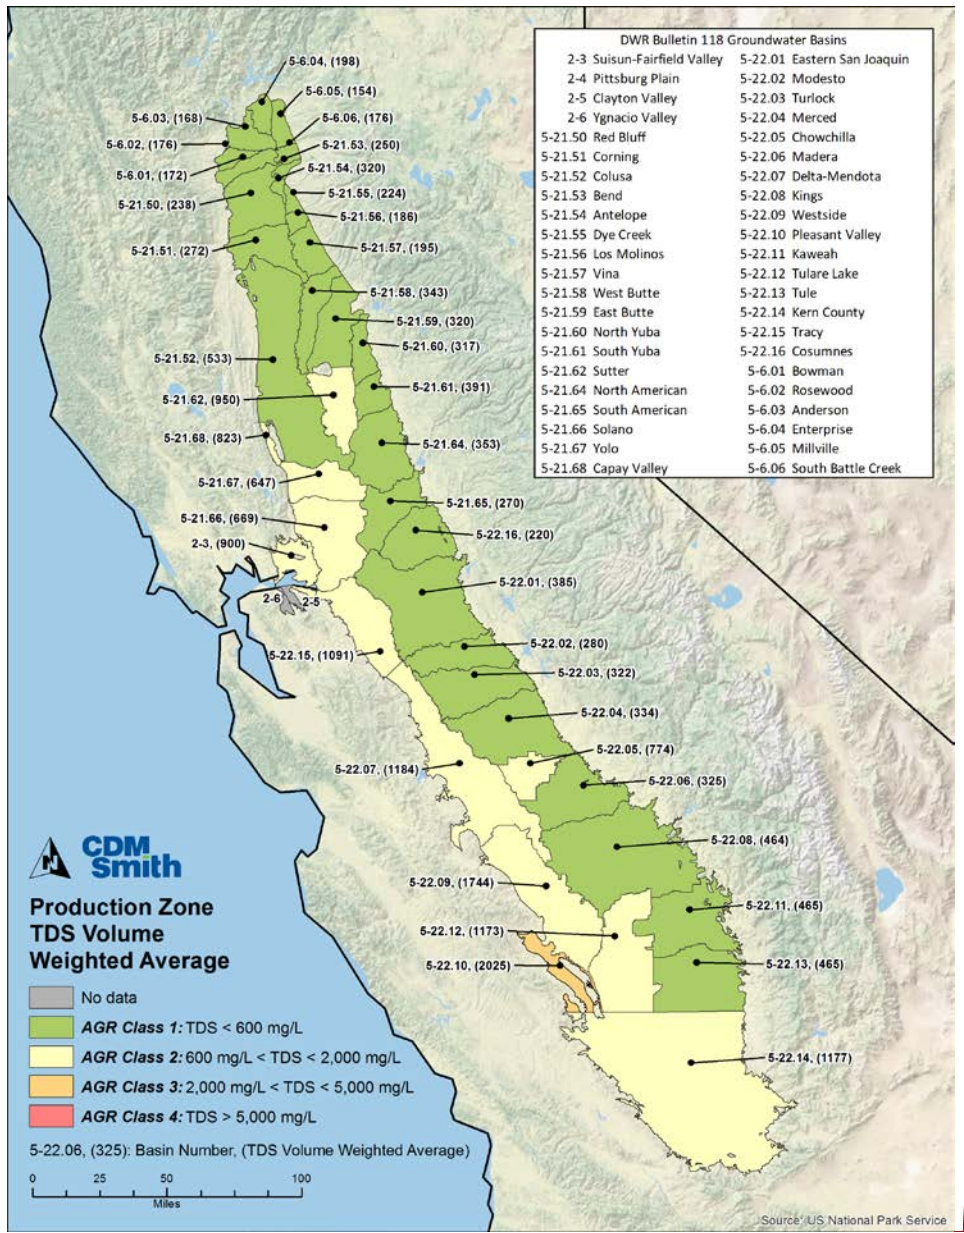 DWR Bulletin 118 Groundwater Basins
2-3 Suisun-Fairfield Valley 5-22.01 Eastern San Joaquin
2-4 Pittsburg Plain 5-22.02 Modesto
2-5 Clayton Valley 5-22.03 Turlock
2-6 Ygnacio Valley 5-22.04 Merced
5-21.50 Red Bluff 5-22.05 Chowchilla
5-21.51 Corning 5-22.06 Madera
5-21.52 Colusa 5-22.07 Delta-Mendota
5-21.53 Bend 5-22.08 Kings
5-21.54 Antelope 5-22.09 Westside
5-21.55 Dye Creek 5-22.10 Pleasant Valley
5-21.56 Los Molinos 5-22.11 Kaweah
5-21.57 Vina 5-22.12 Tulare Lake
5-21.58 West Butte 5-22.13 Tule
5-21.59 East Butte 5-22.14 Kern County
5-21.60 North Yuba 5-22.15 Tracy
5-21.61 South Yuba 5-22.16 Cosumnes
5-21.62 Sutter 5-6.01 Bowman
5-21.64 North American 5-6.02 Rosewood
5-21.65 South American 5-6.03 Anderson
5-21.66 Solano 5-6.04 Enterprise
5-21.67 Yolo 5-6.05 Millville
5-21.68 Capay Valley 5-6.06 South Battle Creek
5-6.04, (198)
5-6.05, (154)
5-6.03, (168)
5-6.06, (176)
5-6.02, (176)
5-21.53, (250)
5-21.54, (320)
5-6.01, (172)
5-21.55, (224)
5-21.50, (238)
5-21.56, (186)
5-21.57, (195)
5-21.51, (272)
5-21.58, (343)
5-21.59, (320)
5-21.60, (317)
5-21.52, (533)
5-21.61, (391)
5-21.62, (950)
5-21.68, (823)
5-21.64, (353)
5-21.67, (647)
5-21.65, (270)
5-21.66, (669)
5-22.16, (220)
2-3, (900)
5-22.01, (385)
2-6
2-5
5-22.02, (280)
5-22.15, (1091)
5-22.03, (322)
5-22.04, (334)
5-22.05, (774)
5-22.07, (1184)
5-22.06, (325)
5-22.08, (464)
5-22.09, (1744)
5-22.11, (465)
5-22.12, (1173)
5-22.10, (2025)
5-22.13, (465)
5-22.14, (1177)
N
CDM
Smith
Production Zone
TDS Volume
Weighted Average
No data
AGR Class 1: TDS < 600 mg/L
AGR Class 2: 600 mg/L < TDS < 2,000 mg/L
AGR Class 3: 2,000 mg/L < TDS < 5,000 mg/L
AGR Class 4: TDS > 5,000 mg/L
5-22.06, (325): Basin Number, (TDS Volume Weighted Average)
0 50 100
Miles
Source: US National Park Service